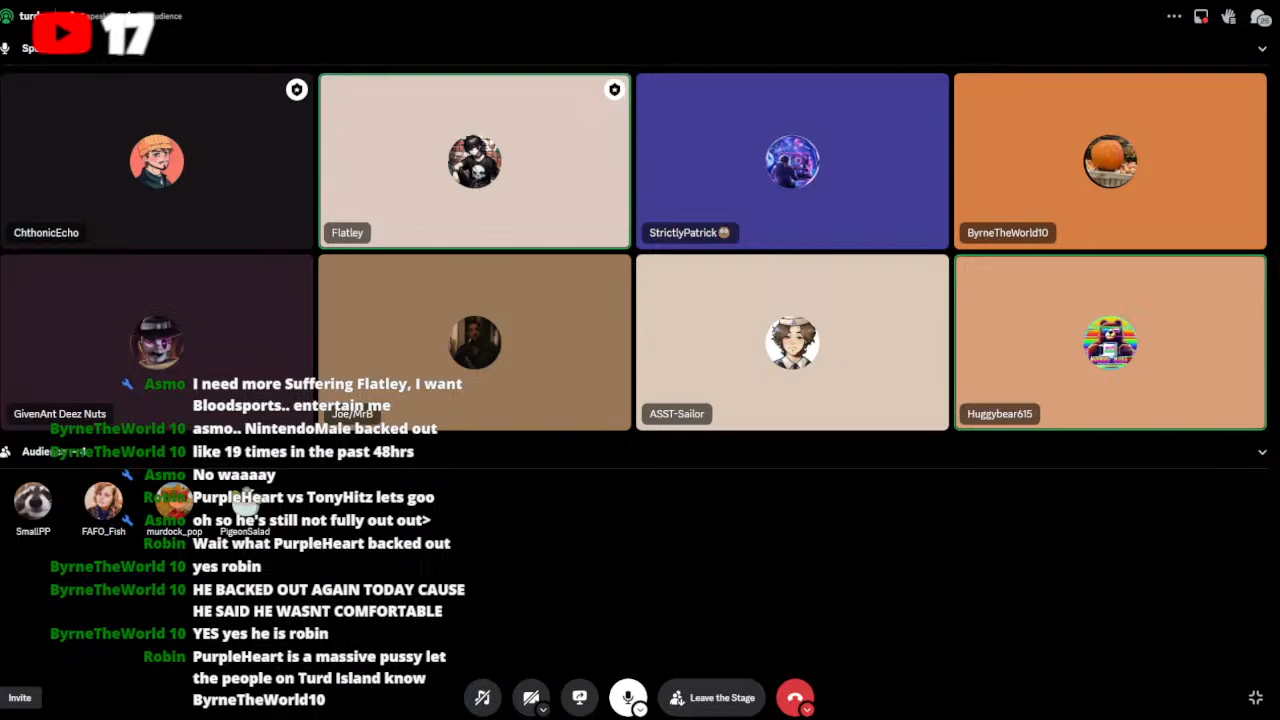 turd
Audience
17
ChthonicEcho
Flatley
StrictlyPatrick
ByrneTheWorld10
GivenAnt Deez Nuts
Joe/MrB
ASST-Sailor
Huggybear615
Asmo I need more Suffering Flatley, I want
Bloodsports.. entertain me
ByrneTheWorld 10 asmo.. NintendoMale backed out
ByrneTheWorld 10 like 19 times in the past 48hrs
Asmo No waaaay
Robin PurpleHeart vs TonyHitz lets goo
Asmo oh so he's still not fully out out>
Robin Wait what PurpleHeart backed out
ByrneTheWorld 10 yes robin
ByrneTheWorld 10 HE BACKED OUT AGAIN TODAY CAUSE
HE SAID HE WASNT COMFORTABLE
ByrneTheWorld 10 YES yes he is robin
Robin PurpleHeart is a massive pussy let
the people on Turd Island know
ByrneTheWorld10
SmallPP
FAFO_Fish
murdock_pop
PigeonSalad
Invite
Leave the Stage
26